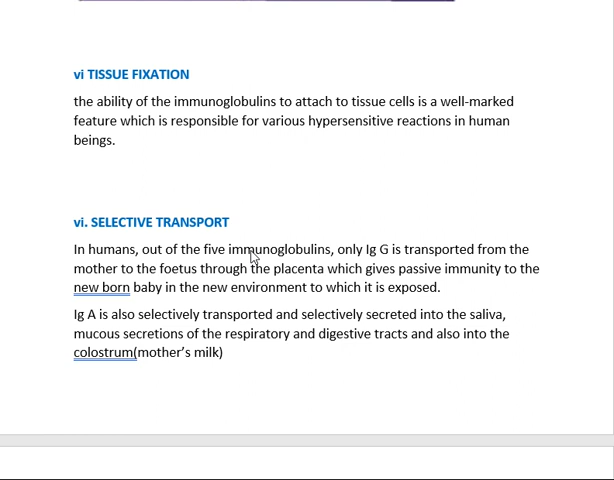 vi TISSUE FIXATION
the ability of the immunoglobulins to attach to tissue cells is a well-marked
feature which is responsible for various hypersensitive reactions in human
beings.
vi. SELECTIVE TRANSPORT
In humans, out of the five immunoglobulins, only Ig G is transported from the
mother to the foetus through the placenta which gives passive immunity to the
new born baby in the new environment to which it is exposed.
Ig A is also selectively transported and selectively secreted into the saliva,
mucous secretions of the respiratory and digestive tracts and also into the
colostrum(mother’s milk)